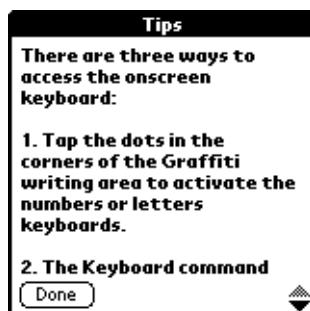 Tips
There are three ways to
access the onscreen
keyboard:
1. Tap the dots in the
corners of the Graffiti
writing area to activate the
numbers or letters
keyboards.
2. The Keyboard command
Done